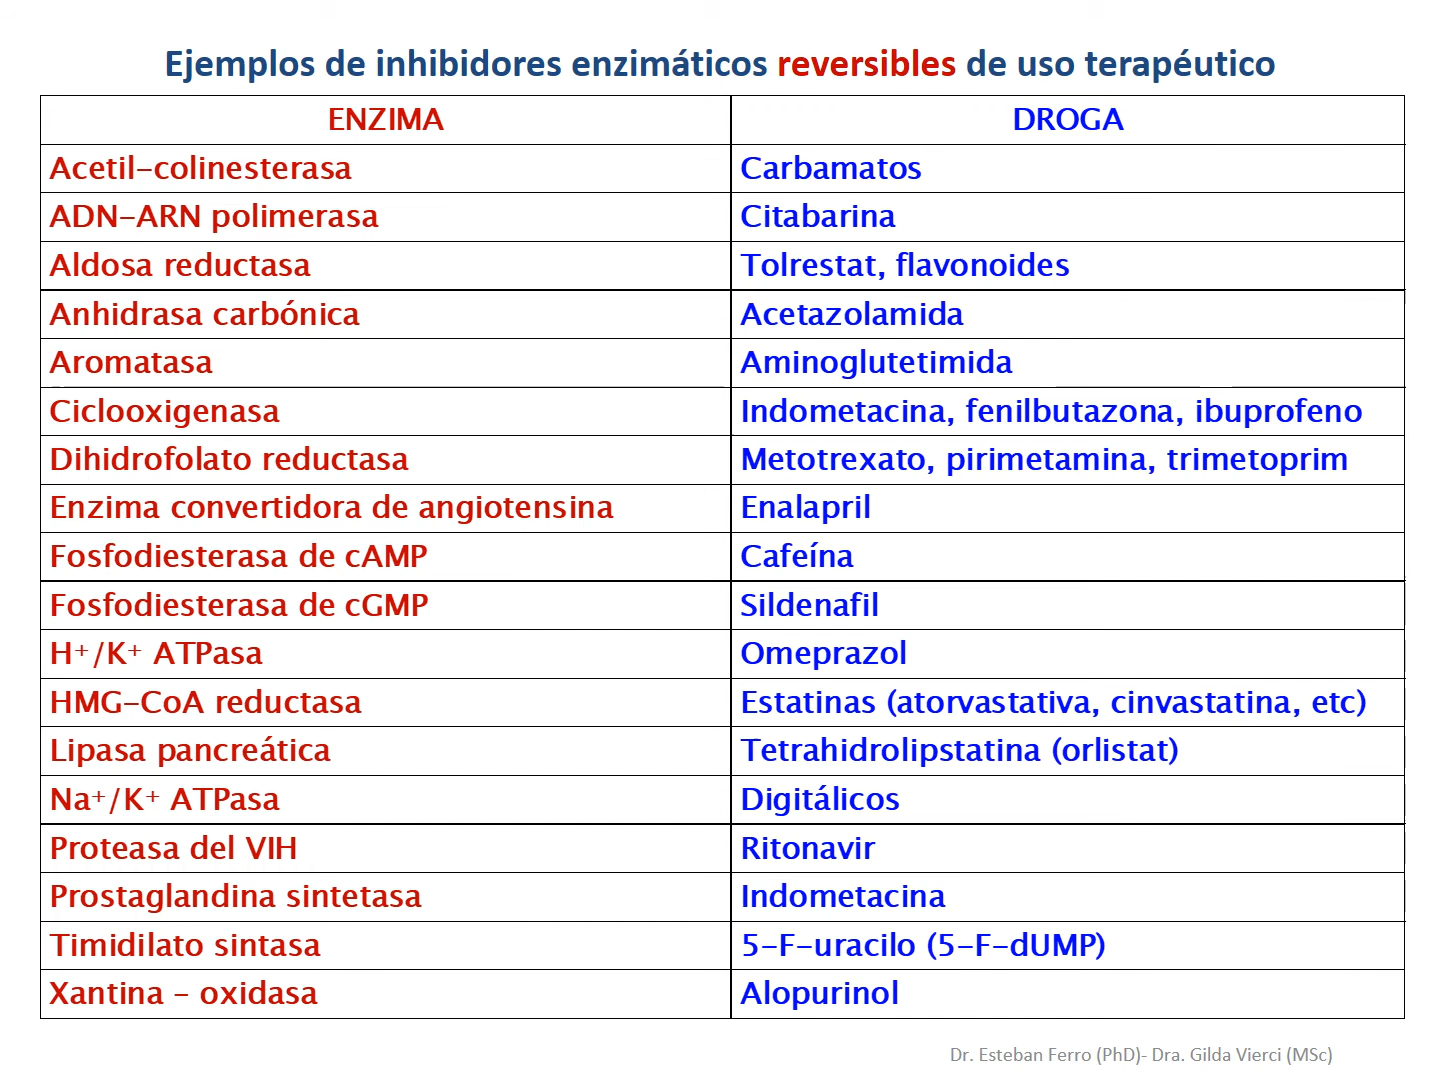 Ejemplos de inhibidores enzimáticos reversibles de uso terapéutico
ENZIMA DROGA
Acetil-colinesterasa Carbamatos
ADN-ARN polimerasa Citabarina
Aldosa reductasa Tolrestat, flavonoides
Anhidrasa carbónica Acetazolamida
Aromatasa Aminoglutetimida
Ciclooxigenasa Indometacina, fenilbutazona, ibuprofeno
Dihidrofolato reductasa Metotrexato, pirimetamina, trimetoprim
Enzima convertidora de angiotensina Enalapril
Fosfodiesterasa de cAMP Cafeína
Fosfodiesterasa de cGMP Sildenafil
H⁺/K⁺ ATPasa Omeprazol
HMG-CoA reductasa Estatinas (atorvastativa, cinvastatina, etc)
Lipasa pancreática Tetrahidrolipstatina (orlistat)
Na⁺/K⁺ ATPasa Digitálicos
Proteasa del VIH Ritonavir
Prostaglandina sintetasa Indometacina
Timidilato sintasa 5-F-uracilo (5-F-dUMP)
Xantina – oxidasa Alopurinol
Dr. Esteban Ferro (PhD)- Dra. Gilda Vierci (MSc)